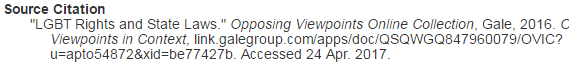 Source Citation
"LGBT Rights and State Laws." Opposing Viewpoints Online Collection, Gale, 2016.
Viewpoints in Context, link.galegroup.com/apps/doc/QSQWGQ847960079/OVIC?
u=apto54872&xid=be77427b. Accessed 24 Apr. 2017.